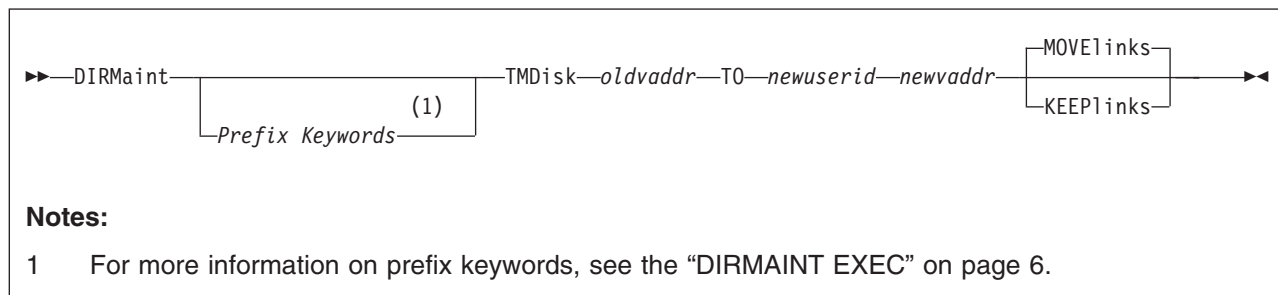 MOVElinks
DIRMaint TMDisk oldvaddr TO newuserid newvaddr
(1) KEEPlinks
Prefix Keywords
Notes:
1 For more information on prefix keywords, see the “DIRMAINT EXEC” on page 6.